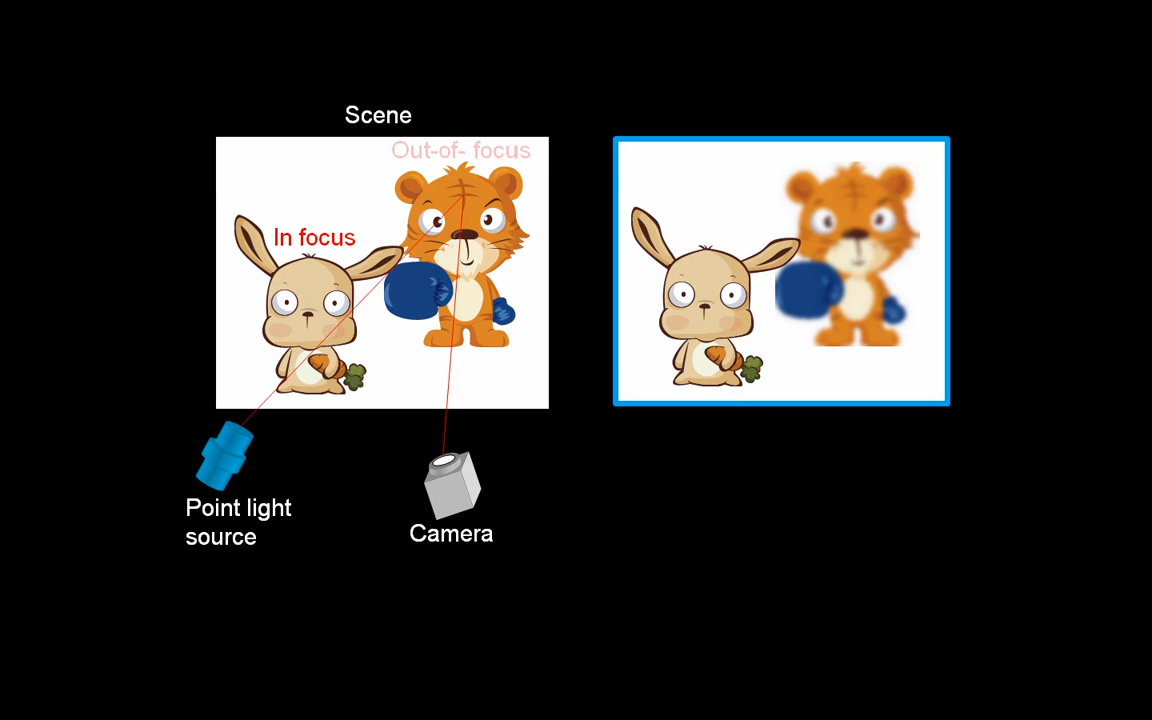 Scene
Out-of- focus
In focus
Point light
source
Camera